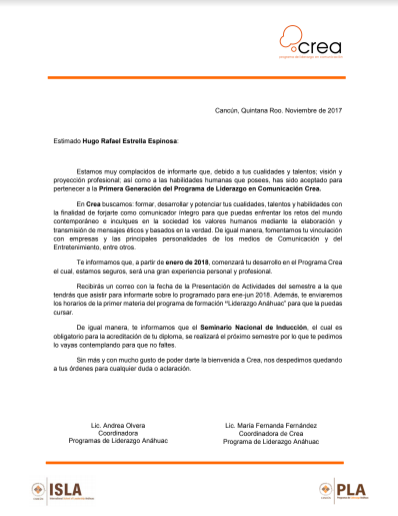 crea
programa de liderazgo en comunicación
Cancún, Quintana Roo. Noviembre de 2017
Estimado Hugo Rafael Estrella Espinosa:
Estamos muy complacidos de informarte que, debido a tus cualidades y talentos; visión y
proyección profesional; así como a las habilidades humanas que posees, has sido aceptado para
pertenecer a la Primera Generación del Programa de Liderazgo en Comunicación Crea.
En Crea buscamos: formar, desarrollar y potenciar tus cualidades, talentos y habilidades con
la finalidad de forjarte como comunicador íntegro para que puedas enfrentar los retos del mundo
contemporáneo e inculques en la sociedad los valores humanos mediante la elaboración y
transmisión de mensajes éticos y basados en la verdad. De igual manera, fomentamos tu vinculación
con empresas y las principales personalidades de los medios de Comunicación y del
Entretenimiento, entre otros.
Te informamos que, a partir de enero de 2018, comenzará tu desarrollo en el Programa Crea
el cual, estamos seguros, será una gran experiencia personal y profesional.
Recibirás un correo con la fecha de la Presentación de Actividades del semestre a la que
tendrás que asistir para informarte sobre lo programado para ene-jun 2018. Además, te enviaremos
los horarios de la primer materia del programa de formación "Liderazgo Anáhuac" para que la puedas
cursar.
De igual manera, te informamos que el Seminario Nacional de Inducción, el cual es
obligatorio para la acreditación de tu diploma, se realizará el próximo semestre por lo que te pedimos
lo vayas contemplando para que no faltes.
Sin más y con mucho gusto de poder darte la bienvenida a Crea, nos despedimos quedando
a tus órdenes para cualquier duda o aclaración.
Lic. Andrea Olvera
Coordinadora
Programas de Liderazgo Anáhuac
Lic. María Fernanda Fernández
Coordinadora de Crea
Programa de Liderazgo Anáhuac
ISLA
PLA